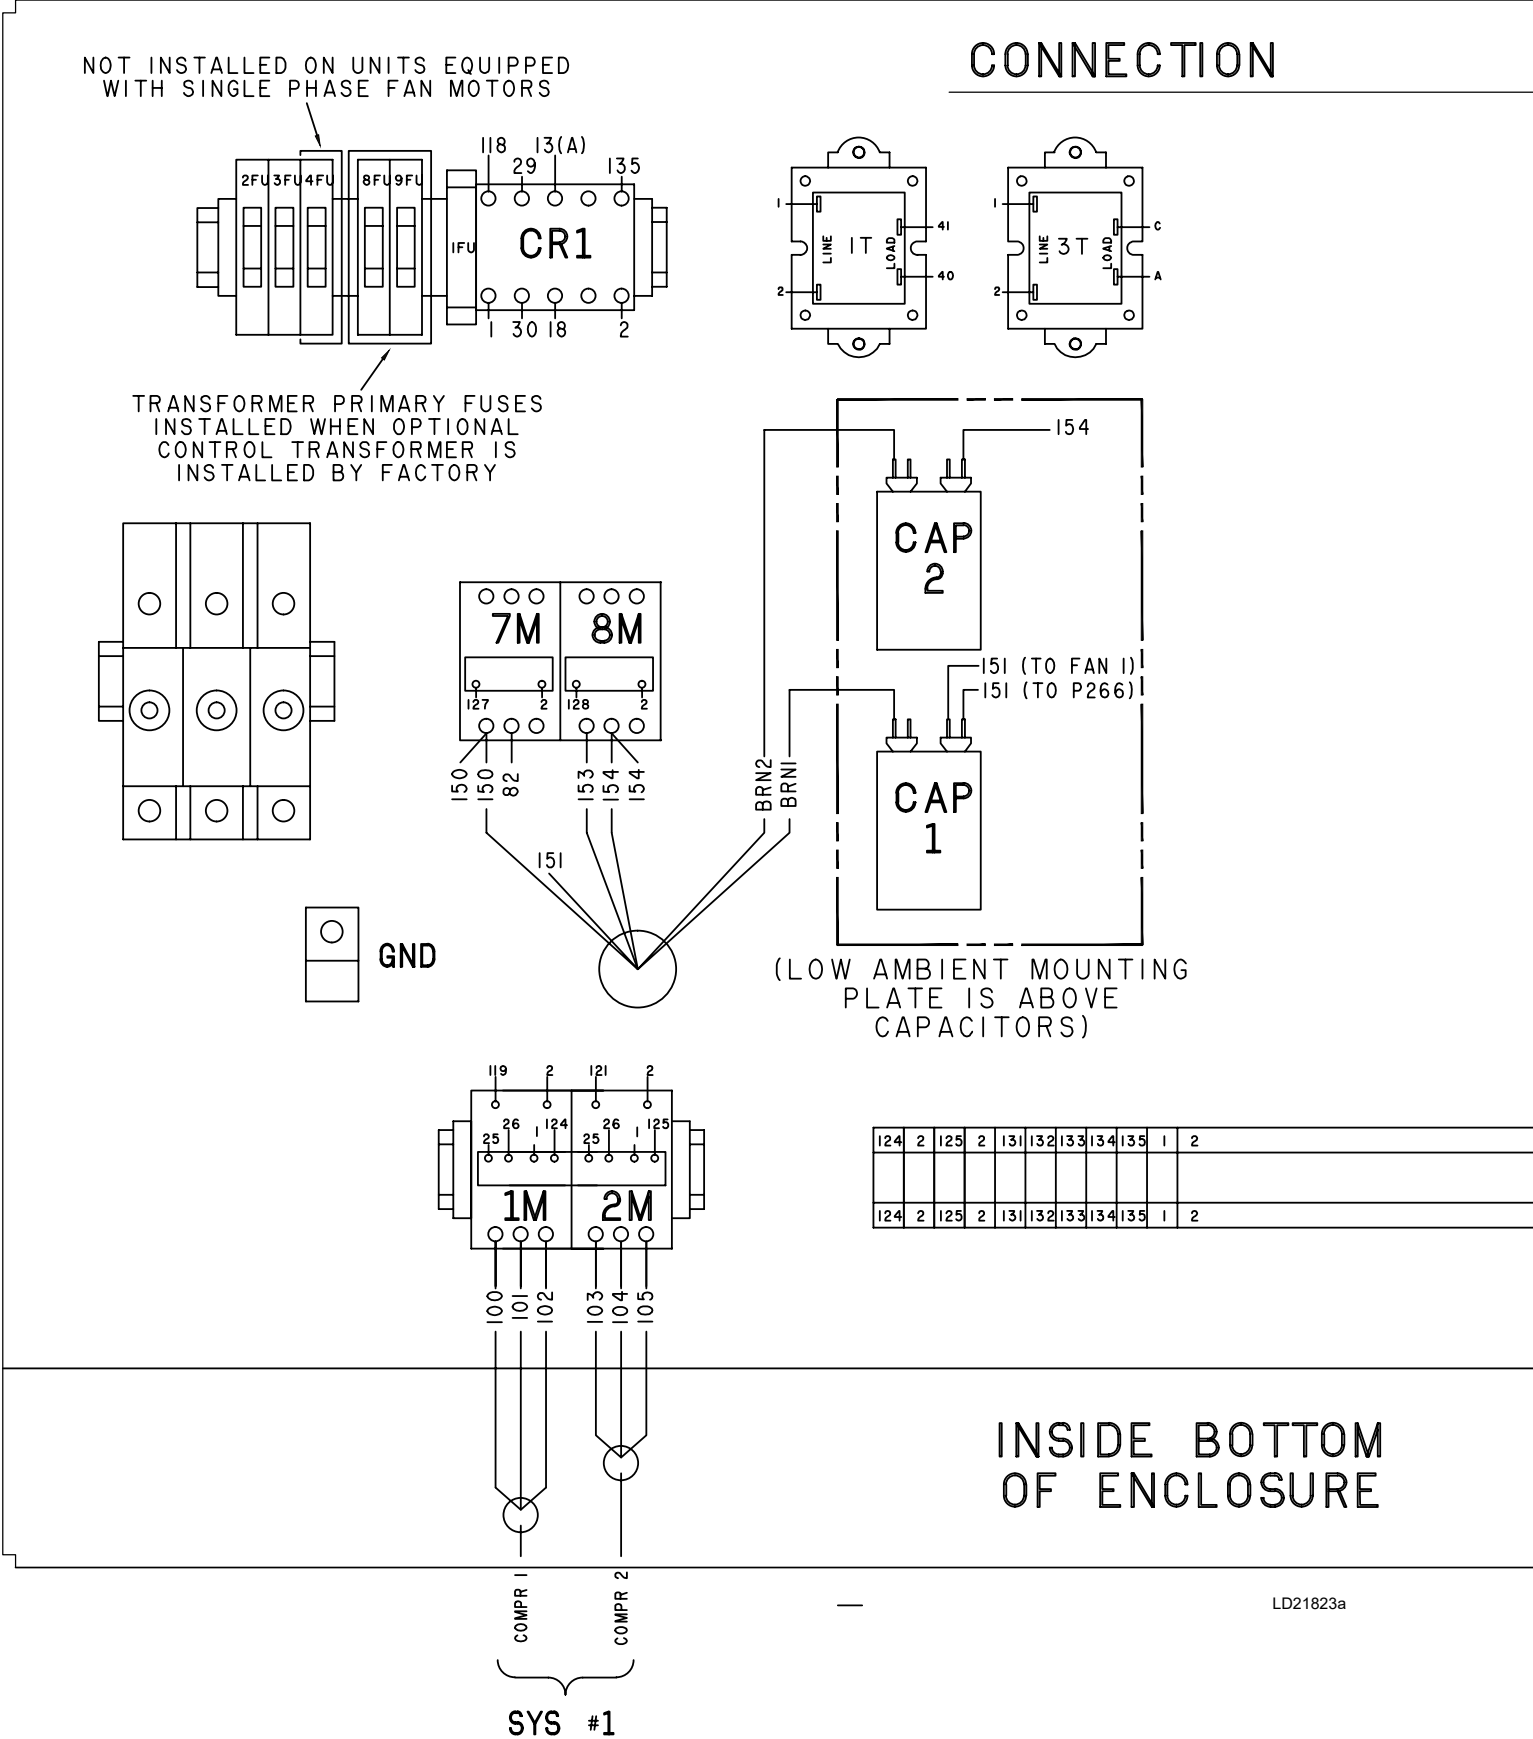 CONNECTION
NOT INSTALLED ON UNITS EQUIPPED
WITH SINGLE PHASE FAN MOTORS
118
13(A)
29
135
2FU
3FU
4FU
8FU
9FU
1FU
CR1
1
30
18
2
1
2
LINE
1T
LOAD
41
40
1
2
LINE
3T
LOAD
C
A
TRANSFORMER PRIMARY FUSES
INSTALLED WHEN OPTIONAL
CONTROL TRANSFORMER IS
INSTALLED BY FACTORY
154
CAP
2
7M
8M
127
2
128
2
151 (TO FAN 1)
151 (TO P266)
150
150
82
153
154
154
BRN2
BRN1
CAP
1
151
GND
(LOW AMBIENT MOUNTING
PLATE IS ABOVE
CAPACITORS)
119
2
121
2
25
26
1
124
25
26
1
125
1M
2M
124 2 125 2 131 132 133 134 135 1 2
124 2 125 2 131 132 133 134 135 1 2
100
101
102
103
104
105
INSIDE BOTTOM
OF ENCLOSURE
COMPR 1
COMPR 2
LD21823a
SYS #1